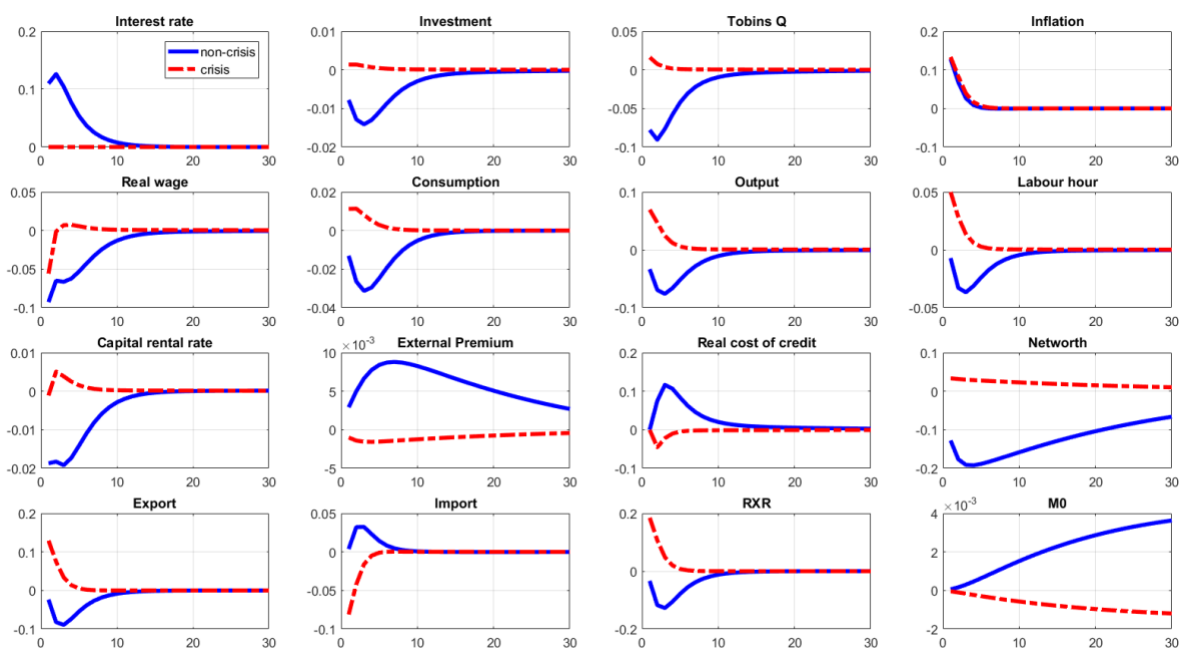 Interest rate
0.2
0.1
0
0 10 20 30
non-crisis
crisis
Investment
0.01
0
-0.01
-0.02
0 10 20 30
Tobins Q
0.05
0
-0.05
-0.1
0 10 20 30
Inflation
0.2
0.1
0
-0.1
0 10 20 30
Real wage
0.05
0
-0.05
-0.1
0 10 20 30
Consumption
0.02
0
-0.02
-0.04
0 10 20 30
Output
0.1
0
-0.1
0 10 20 30
Labour hour
0.05
0
-0.05
0 10 20 30
Capital rental rate
0.01
0
-0.01
-0.02
0 10 20 30
External Premium
×10-3
10
5
0
-5
0 10 20 30
Real cost of credit
0.2
0.1
0
-0.1
0 10 20 30
Networth
0.1
0
-0.1
-0.2
0 10 20 30
Export
0.2
0.1
0
-0.1
0 10 20 30
Import
0.05
0
-0.05
-0.1
0 10 20 30
RXR
0.2
0
-0.2
0 10 20 30
M0
×10-3
4
2
0
-2
0 10 20 30